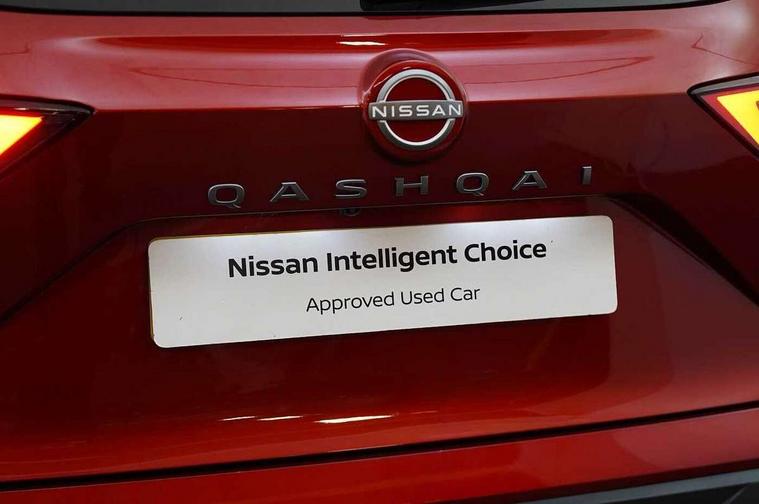 NISSAN
QASHQAI
Nissan Intelligent Choice
Approved Used Car